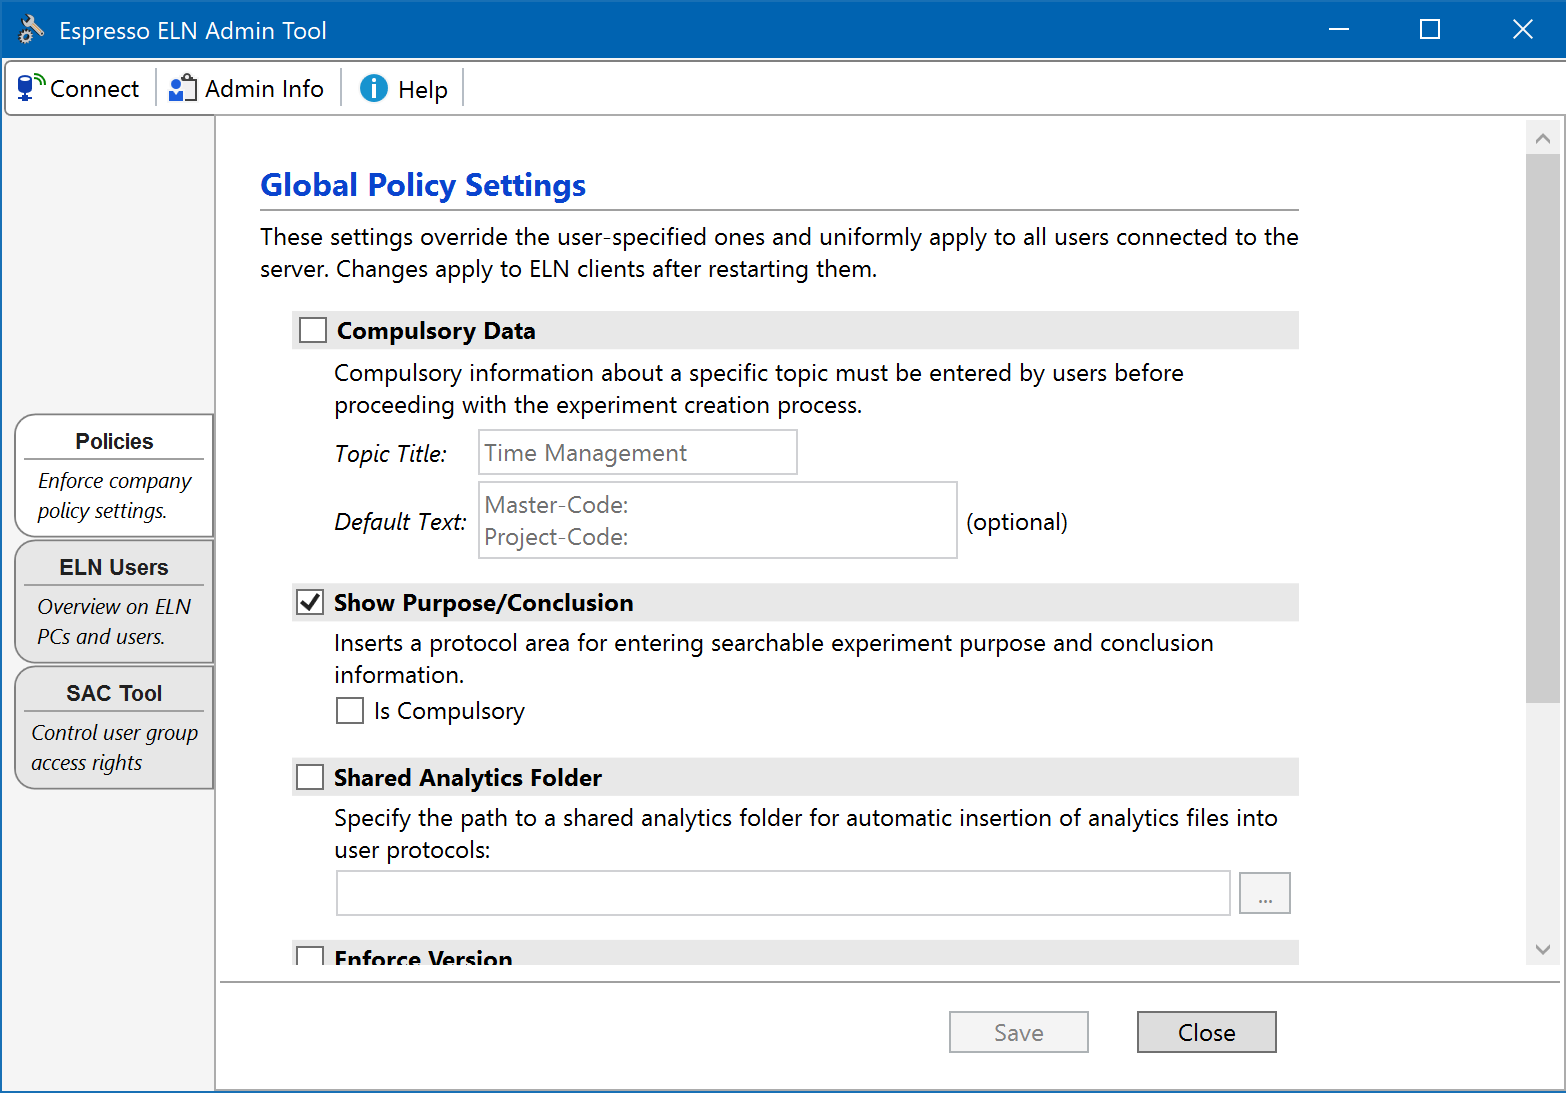 Espresso ELN Admin Tool
Connect
Admin Info
Help
Global Policy Settings
These settings override the user-specified ones and uniformly apply to all users connected to the
server. Changes apply to ELN clients after restarting them.
Compulsory Data
Compulsory information about a specific topic must be entered by users before
proceeding with the experiment creation process.
Topic Title: Time Management
Default Text: Master-Code:
Project-Code:
(optional)
Show Purpose/Conclusion
Inserts a protocol area for entering searchable experiment purpose and conclusion
information.
Is Compulsory
Shared Analytics Folder
Specify the path to a shared analytics folder for automatic insertion of analytics files into
user protocols:
...
Enforce Version
Policies
Enforce company
policy settings.
ELN Users
Overview on ELN
PCs and users.
SAC Tool
Control user group
access rights
Save
Close